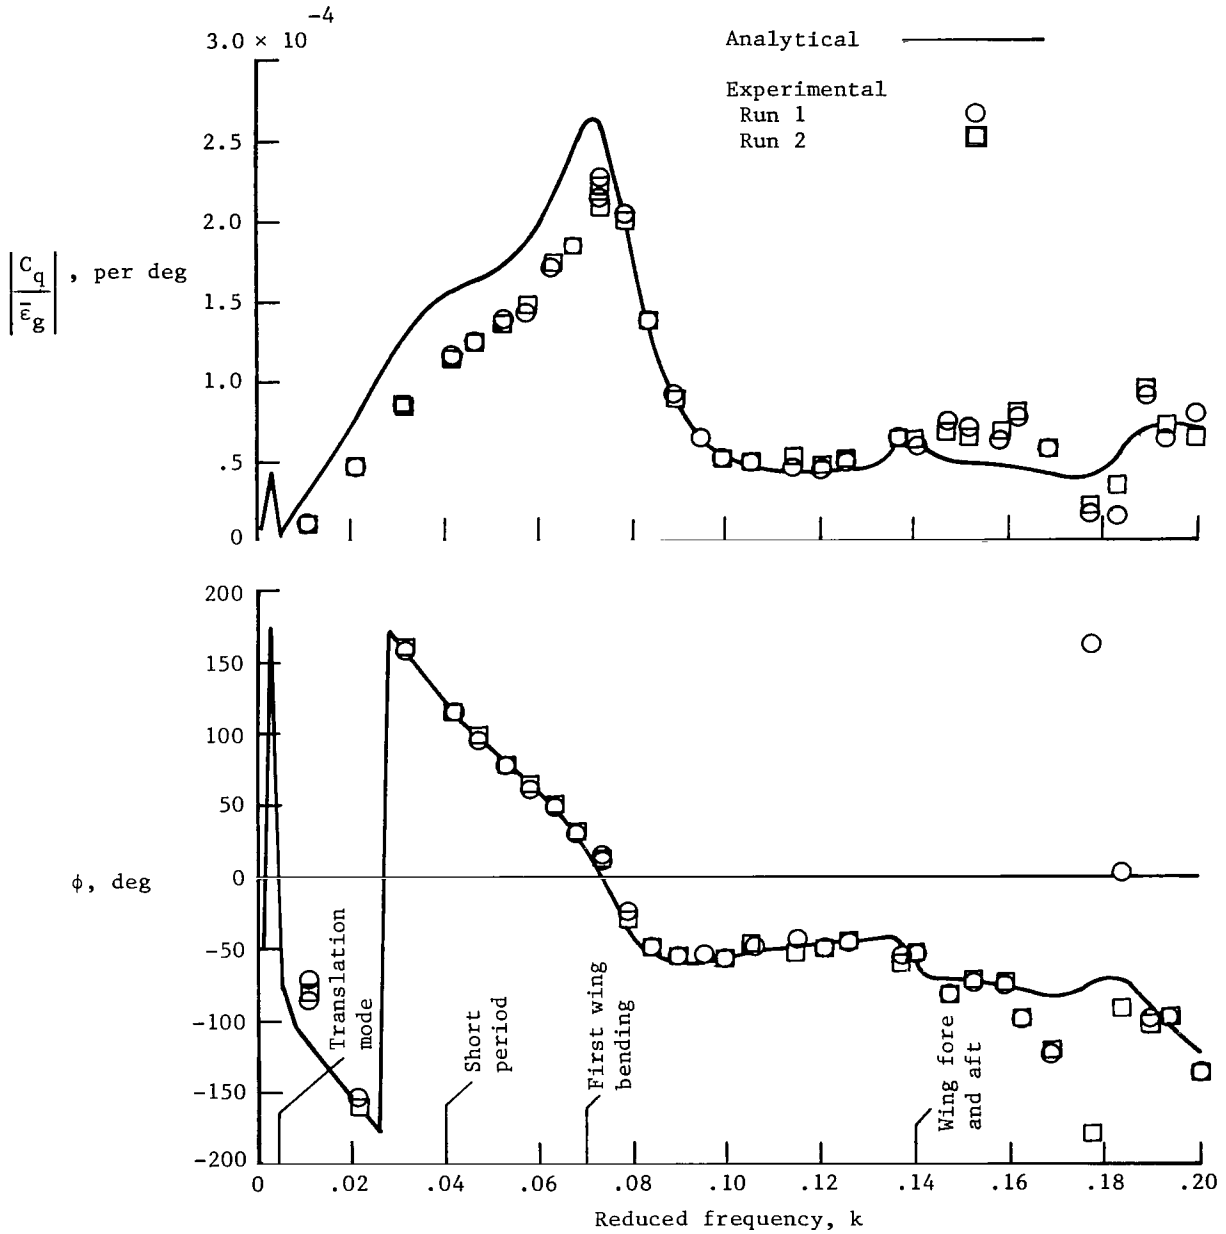 3.0 × 10-4
2.5
2.0
1.5
1.0
.5
0
|Cq/ε̄g| , per deg
Analytical
Experimental
Run 1
Run 2
200
150
100
50
0
-50
-100
-150
-200
φ, deg
Translation
mode
Short
period
First wing
bending
Wing fore
and aft
0 .02 .04 .06 .08 .10 .12 .14 .16 .18 .20
Reduced frequency, k